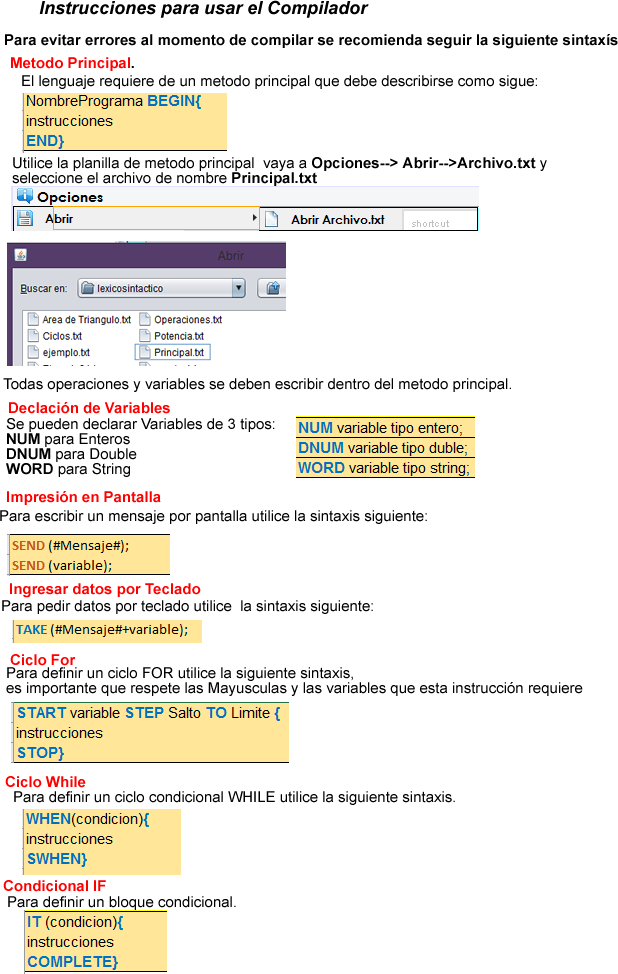 Instrucciones para usar el Compilador
Para evitar errores al momento de compilar se recomienda seguir la siguiente sintaxís
Metodo Principal.
El lenguaje requiere de un metodo principal que debe describirse como sigue:
NombrePrograma BEGIN{
instrucciones
END}
Utilice la planilla de metodo principal vaya a Opciones--> Abrir-->Archivo.txt y
seleccione el archivo de nombre Principal.txt
Opciones
Abrir
Abrir Archivo.txt
shortcut
Abrir
Buscar en:
lexicosintactico
Area de Triangulo.txt
Operaciones.txt
Ciclos.txt
Potencia.txt
ejemplo.txt
Principal.txt
Todas operaciones y variables se deben escribir dentro del metodo principal.
Declación de Variables
Se pueden declarar Variables de 3 tipos:
NUM para Enteros
DNUM para Double
WORD para String
NUM variable tipo entero;
DNUM variable tipo duble;
WORD variable tipo string;
Impresión en Pantalla
Para escribir un mensaje por pantalla utilice la sintaxis siguiente:
SEND (#Mensaje#);
SEND (variable);
Ingresar datos por Teclado
Para pedir datos por teclado utilice la sintaxis siguiente:
TAKE (#Mensaje#+variable);
Ciclo For
Para definir un ciclo FOR utilice la siguiente sintaxis,
es importante que respete las Mayusculas y las variables que esta instrucción requiere
START variable STEP Salto TO Limite {
instrucciones
STOP}
Ciclo While
Para definir un ciclo condicional WHILE utilice la siguiente sintaxis.
WHEN(condicion){
instrucciones
SWHEN}
Condicional IF
Para definir un bloque condicional.
IT (condicion){
instrucciones
COMPLETE}